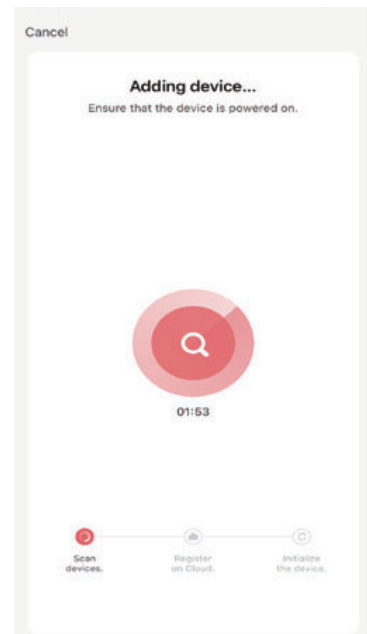 Cancel
Adding device...
Ensure that the device is powered on.
01:53
Scan
devices.
Register
on Cloud.
Initialize
the device.